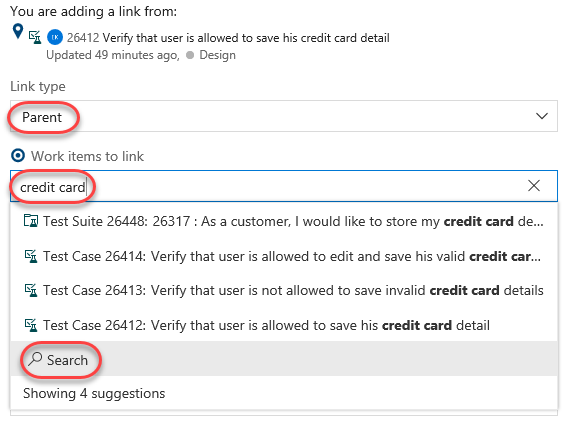 You are adding a link from:
26412 Verify that user is allowed to save his credit card detail
Updated 49 minutes ago, Design
Link type
Parent
Work items to link
credit card
Test Suite 26448: 26317 : As a customer, I would like to store my credit card de...
Test Case 26414: Verify that user is allowed to edit and save his valid credit car...
Test Case 26413: Verify that user is not allowed to save invalid credit card details
Test Case 26412: Verify that user is allowed to save his credit card detail
Search
Showing 4 suggestions